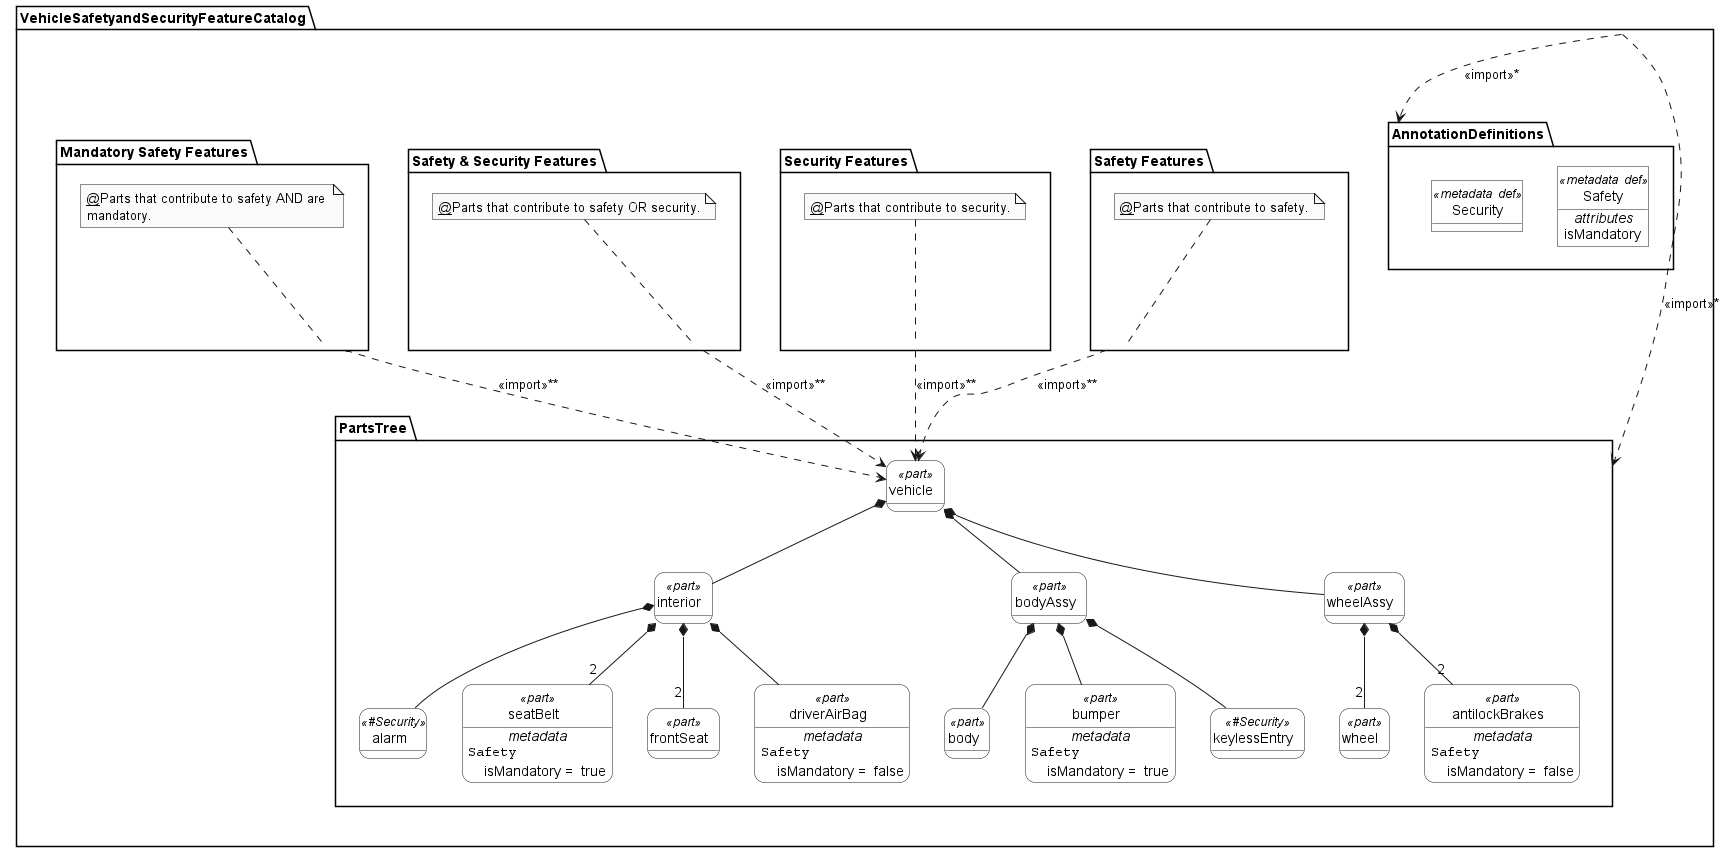 VehicleSafetyandSecurityFeatureCatalog
«import»*
Mandatory Safety Features
@Parts that contribute to safety AND are
mandatory.
Safety & Security Features
@Parts that contribute to safety OR security.
Security Features
@Parts that contribute to security.
Safety Features
@Parts that contribute to safety.
AnnotationDefinitions
«metadata def»
Security
«metadata def»
Safety
attributes
isMandatory
«import»*
«import»**
«import»**
«import»**
«import»**
PartsTree
«part»
vehicle
«part»
interior
«part»
bodyAssy
«part»
wheelAssy
2
2
2
2
«#Security»
alarm
«part»
seatBelt
metadata
Safety
isMandatory = true
«part»
frontSeat
«part»
driverAirBag
metadata
Safety
isMandatory = false
«part»
body
«part»
bumper
metadata
Safety
isMandatory = true
«#Security»
keylessEntry
«part»
wheel
«part»
antilockBrakes
metadata
Safety
isMandatory = false